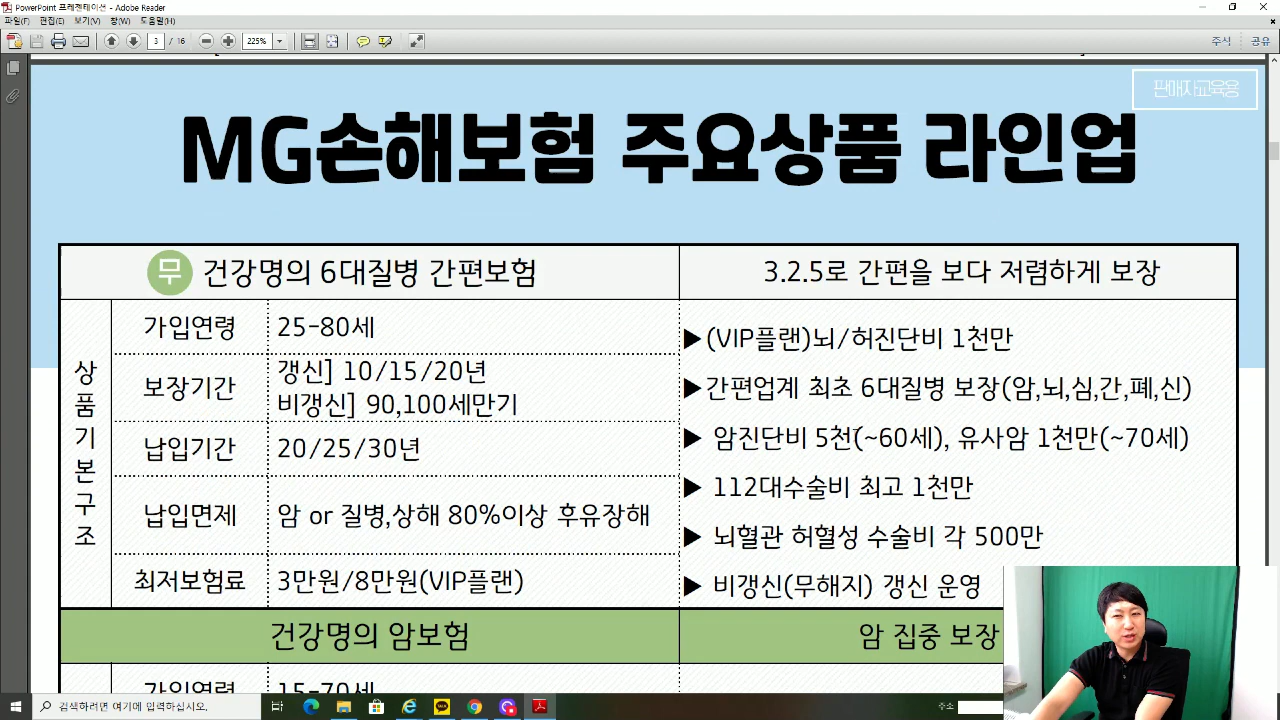 PowerPoint 프레젠테이션 - Adobe Reader
파일(F) 편집(E) 보기(V) 창(W) 도움말(H)
3 / 16 225% 주석 공유
판매자교육용
MG손해보험 주요상품 라인업
무 건강명의 6대질병 간편보험
3.2.5로 간편을 보다 저렴하게 보장
상품기본구조
가입연령 25-80세
보장기간 갱신] 10/15/20년
비갱신] 90,100세만기
납입기간 20/25/30년
납입면제 암 or 질병,상해 80%이상 후유장해
최저보험료 3만원/8만원(VIP플랜)
▶(VIP플랜)뇌/허진단비 1천만
▶간편업계 최초 6대질병 보장(암,뇌,심,간,폐,신)
▶ 암진단비 5천(~60세), 유사암 1천만(~70세)
▶ 112대수술비 최고 1천만
▶ 뇌혈관 허혈성 수술비 각 500만
▶ 비갱신(무해지) 갱신 운영
건강명의 암보험
암 집중 보장
가입연령 15-70세
검색하려면 여기에 입력하십시오.
주소